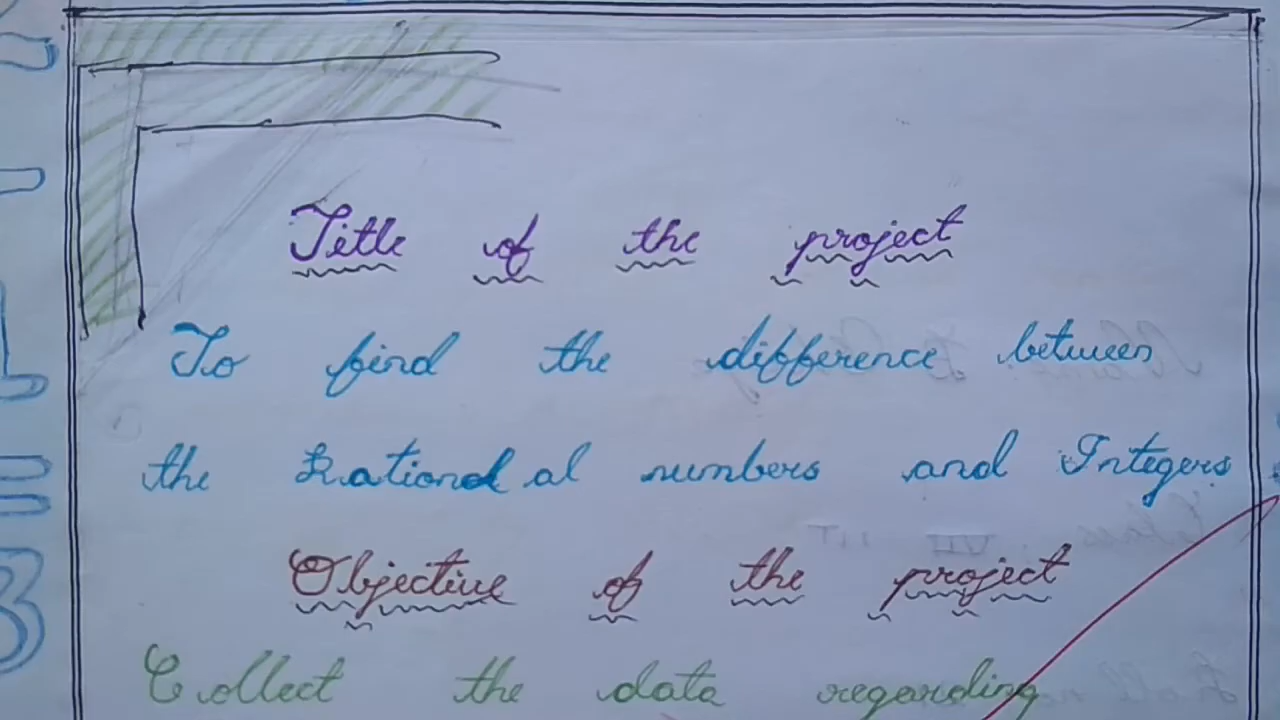 Title of the project
To find the difference between
the Rational numbers and Integers
Objective of the project
Collect the data regarding